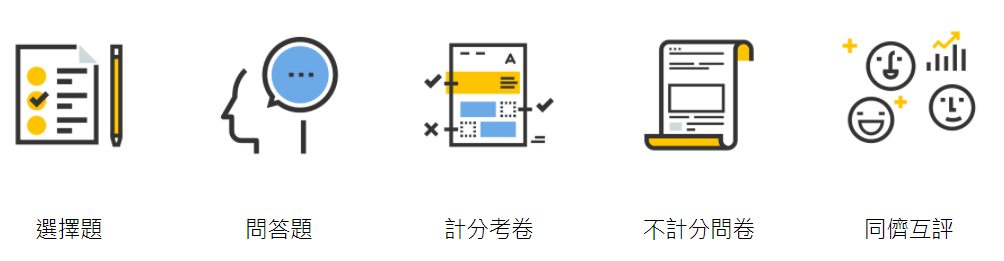 選擇題
問答題
計分考卷
不計分問卷
同儕互評